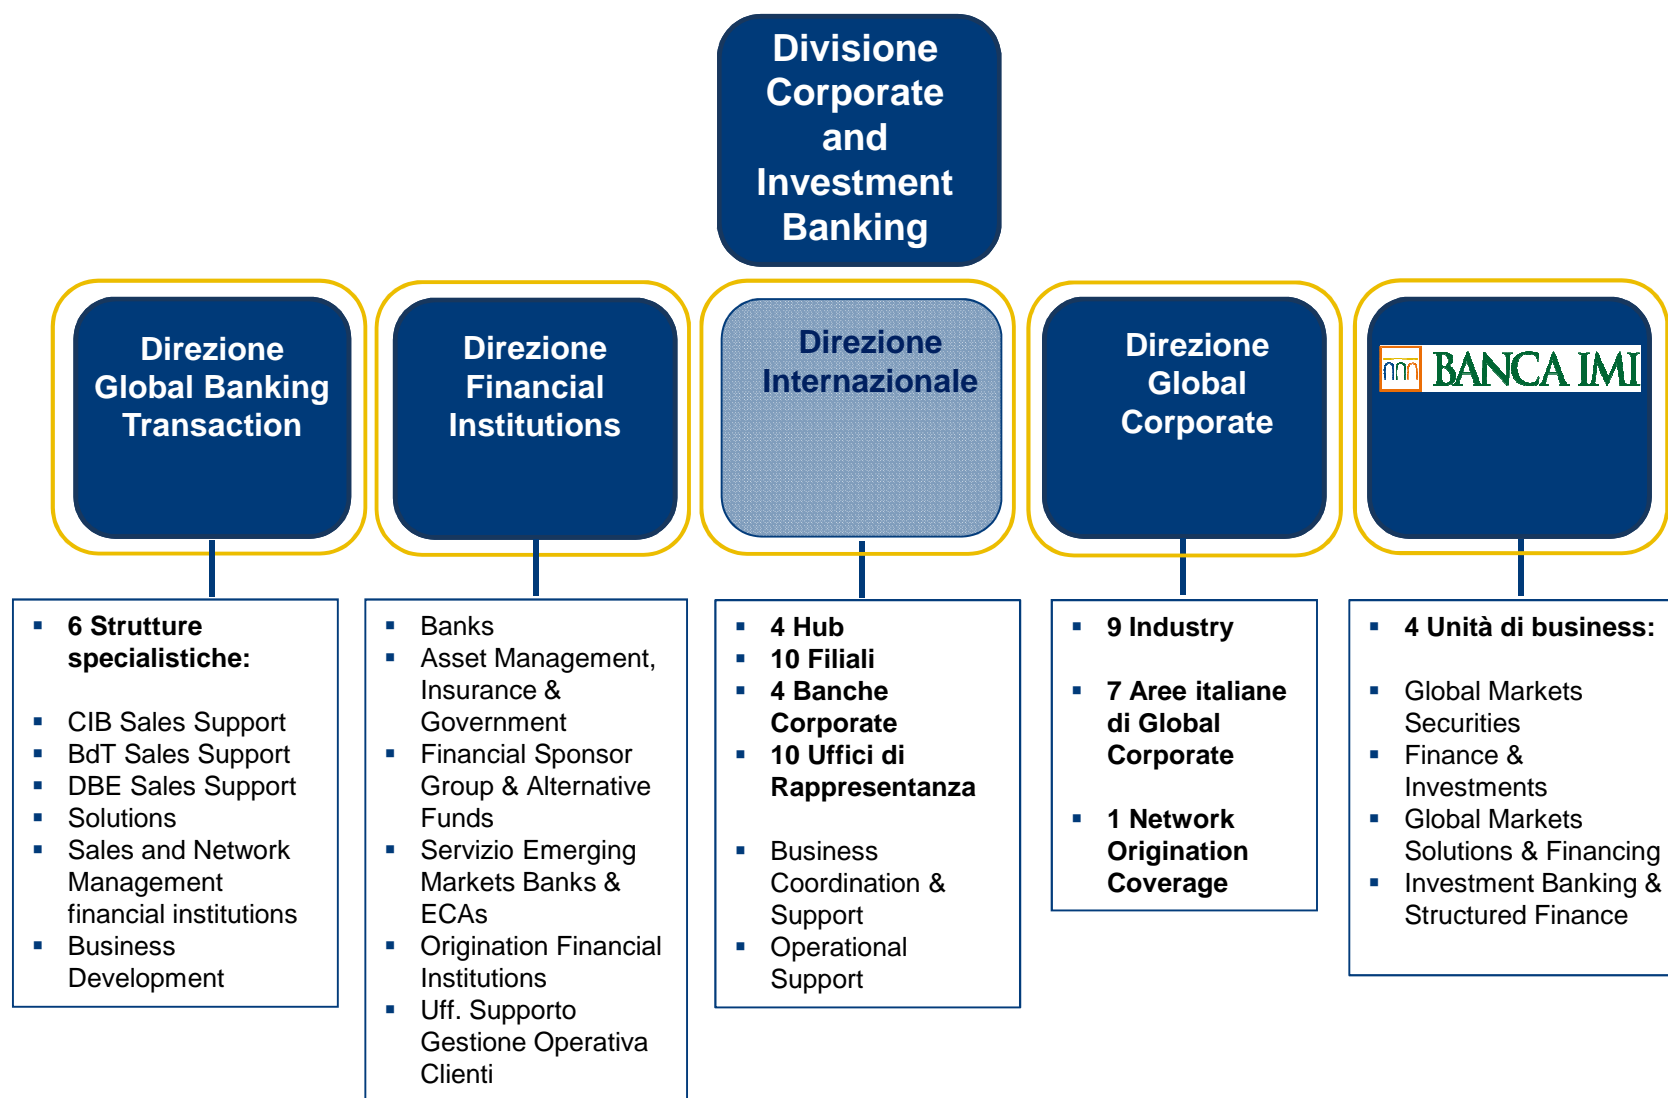 Divisione
Corporate
and
Investment
Banking
Direzione
Global Banking
Transaction
Direzione
Financial
Institutions
Direzione
Internazionale
Direzione
Global
Corporate
BANCA IMI
6 Strutture
specialistiche:
CIB Sales Support
BdT Sales Support
DBE Sales Support
Solutions
Sales and Network
Management
financial institutions
Business
Development
Banks
Asset Management,
Insurance &
Government
Financial Sponsor
Group & Alternative
Funds
Servizio Emerging
Markets Banks &
ECAs
Origination Financial
Institutions
Uff. Supporto
Gestione Operativa
Clienti
4 Hub
10 Filiali
4 Banche
Corporate
10 Uffici di
Rappresentanza
Business
Coordination &
Support
Operational
Support
9 Industry
7 Aree italiane
di Global
Corporate
1 Network
Origination
Coverage
4 Unità di business:
Global Markets
Securities
Finance &
Investments
Global Markets
Solutions & Financing
Investment Banking &
Structured Finance